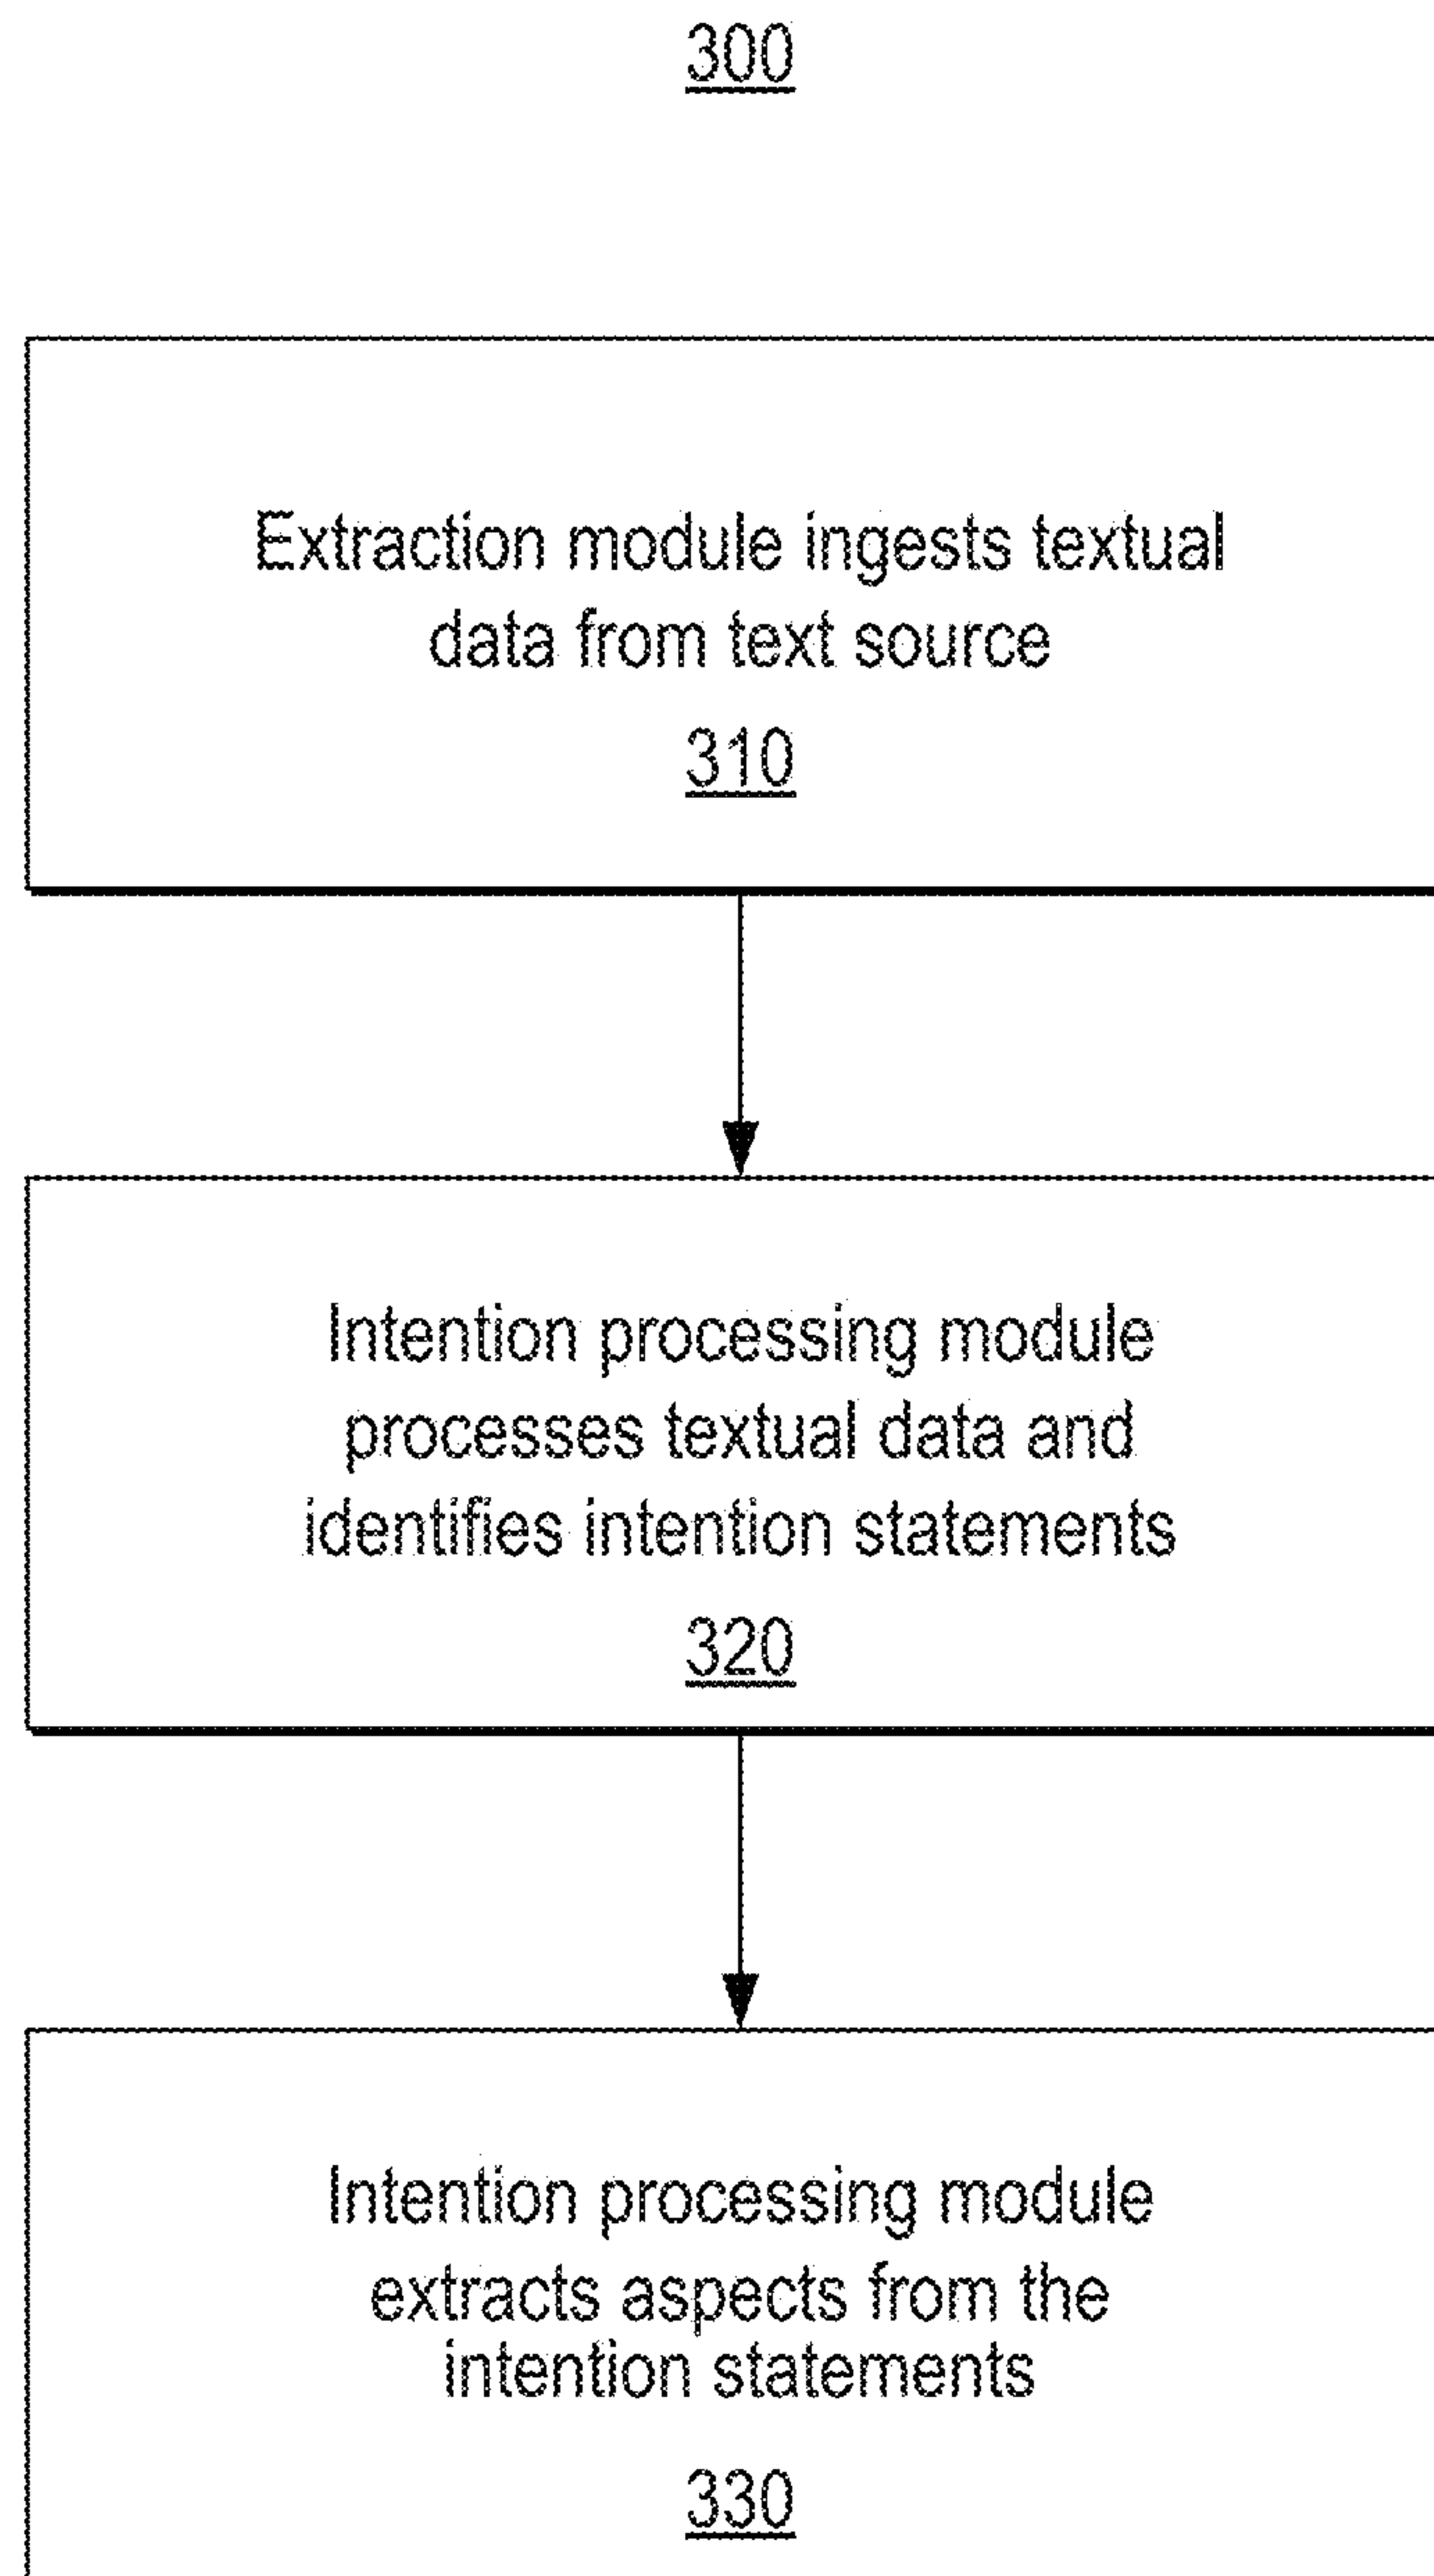 300
Extraction module ingests textual
data from text source
310
Intention processing module
processes textual data and
identifies intention statements
320
Intention processing module
extracts aspects from the
intention statements
330